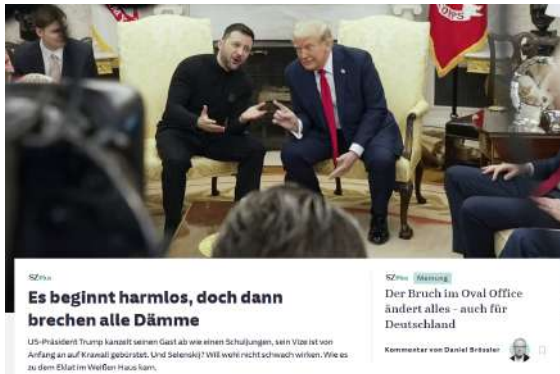 SZPlus
Es beginnt harmlos, doch dann
brechen alle Dämme
US-Präsident Trump kanzelt seinen Gast ab wie einen Schuljungen, sein Vize ist von
Anfang an auf Krawall gebürstet. Und Selenskij? Will wohl nicht schwach wirken. Wie es
zu dem Eklat im Weißen Haus kam.
SZPlus Meinung
Der Bruch im Oval Office
ändert alles – auch für
Deutschland
Kommentar von Daniel Brössler